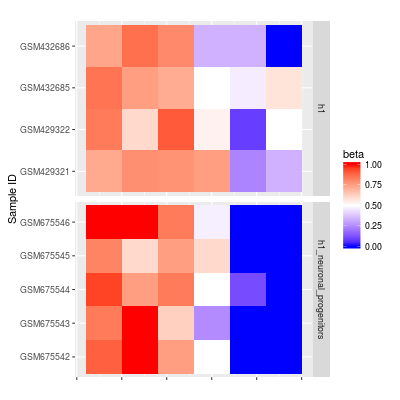 Sample ID
GSM432686
GSM432685
GSM429322
GSM429321
h1
GSM675546
GSM675545
GSM675544
GSM675543
GSM675542
h1_neuronal_progenitors
beta
1.00
0.75
0.50
0.25
0.00